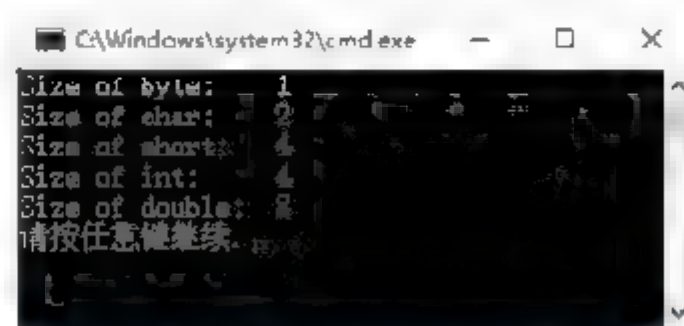 C:\Windows\system32\cmd.exe
Size of byte: 1
Size of char: 2
Size of short: 4
Size of int: 4
Size of double: 8
请按任意键继续. . .